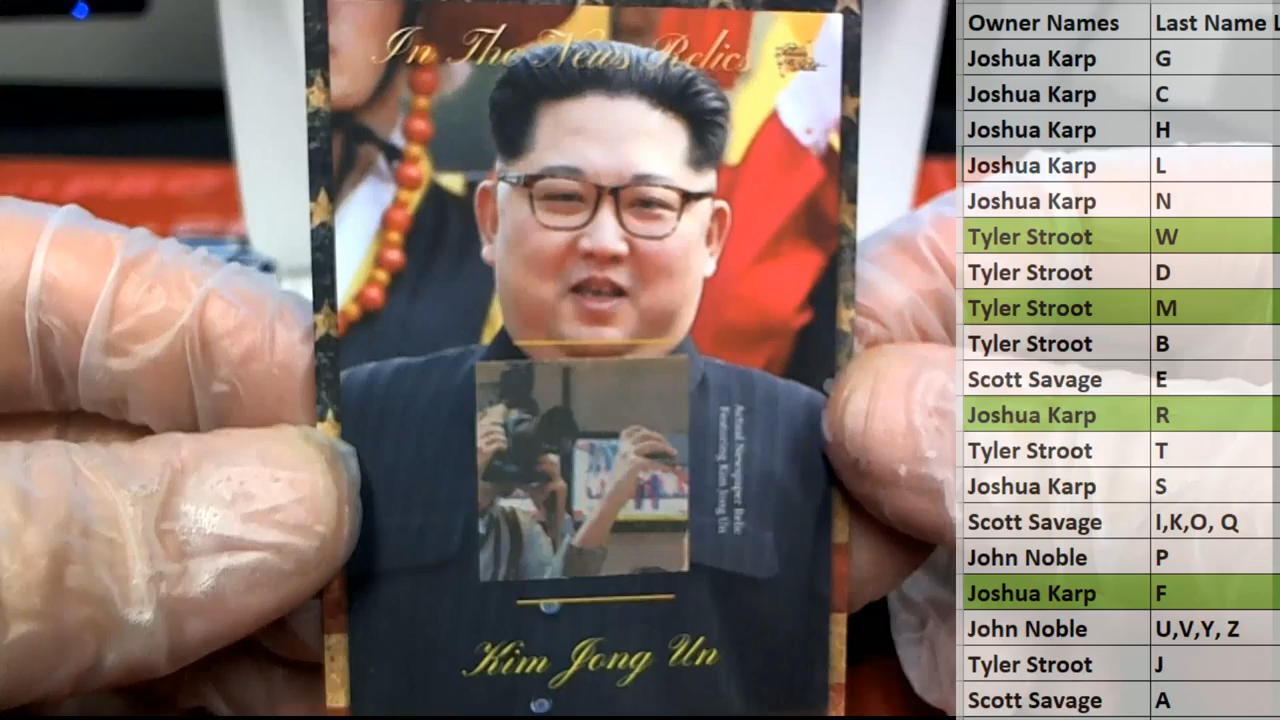 In The News Relics
Actual Newspaper Relic
Featuring Kim Jong Un
Kim Jong Un
Owner Names Last Name L
Joshua Karp G
Joshua Karp C
Joshua Karp H
Joshua Karp L
Joshua Karp N
Tyler Stroot W
Tyler Stroot D
Tyler Stroot M
Tyler Stroot B
Scott Savage E
Joshua Karp R
Tyler Stroot T
Joshua Karp S
Scott Savage I,K,O, Q
John Noble P
Joshua Karp F
John Noble U,V,Y, Z
Tyler Stroot J
Scott Savage A